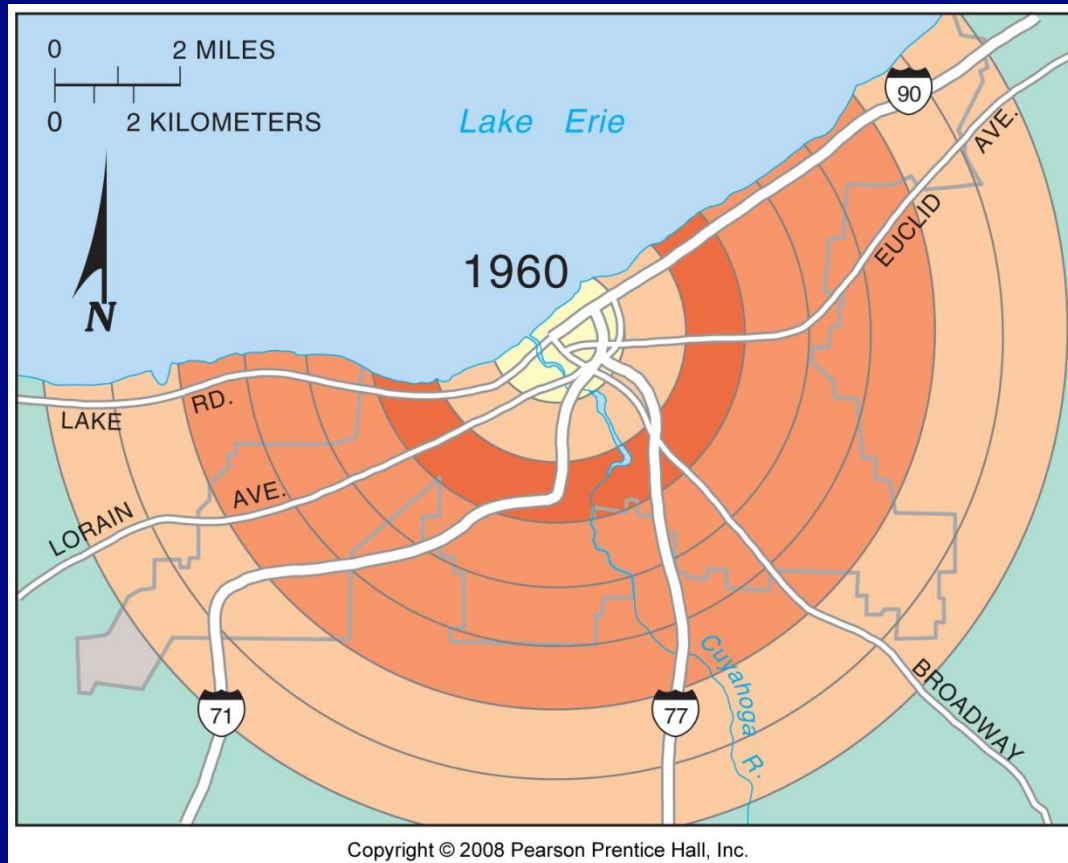 0 2 MILES
0 2 KILOMETERS
N
Lake Erie
90
AVE.
EUCLID
1960
LAKE
RD.
LORAIN
AVE.
71
77
Cuyahoga R.
BROADWAY
Copyright © 2008 Pearson Prentice Hall, Inc.